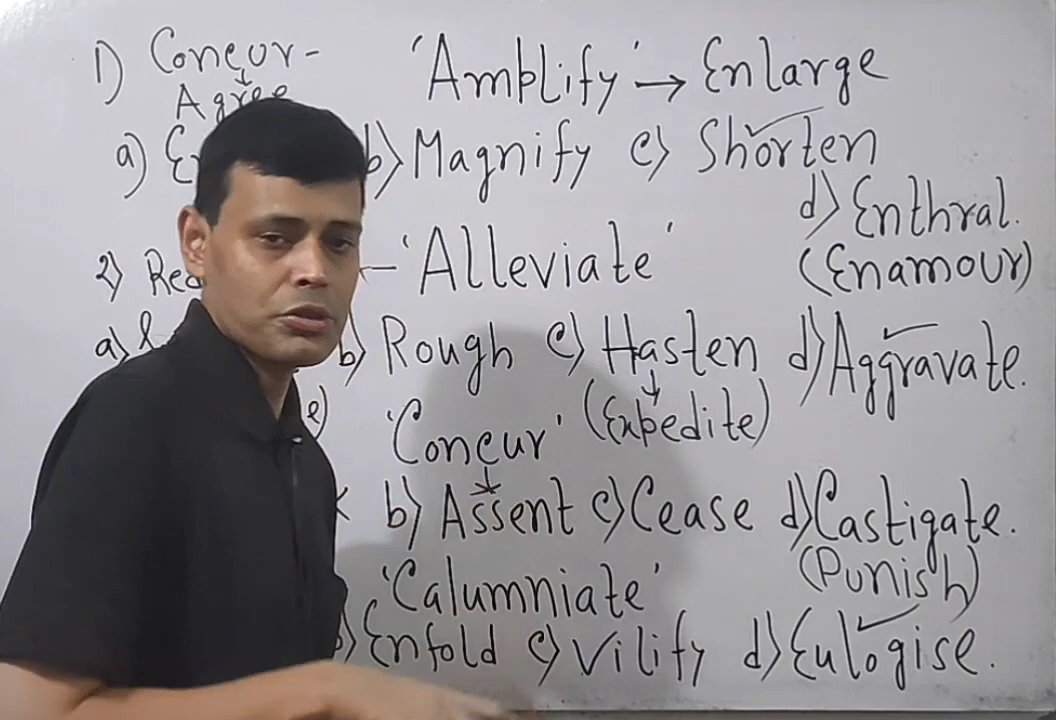 1) Concur- 'Amplify' → Enlarge
Agree
a) b) Magnify c) Shorten
d) Enthral.
2) 'Alleviate' (Enamour)
a) b) Rough c) Hasten d) Aggravate.
'Concur' (Expedite)
b) Assent c) Cease d) Castigate.
'Calumniate' (Punish)
Enfold c) Vilify d) Eulogise.